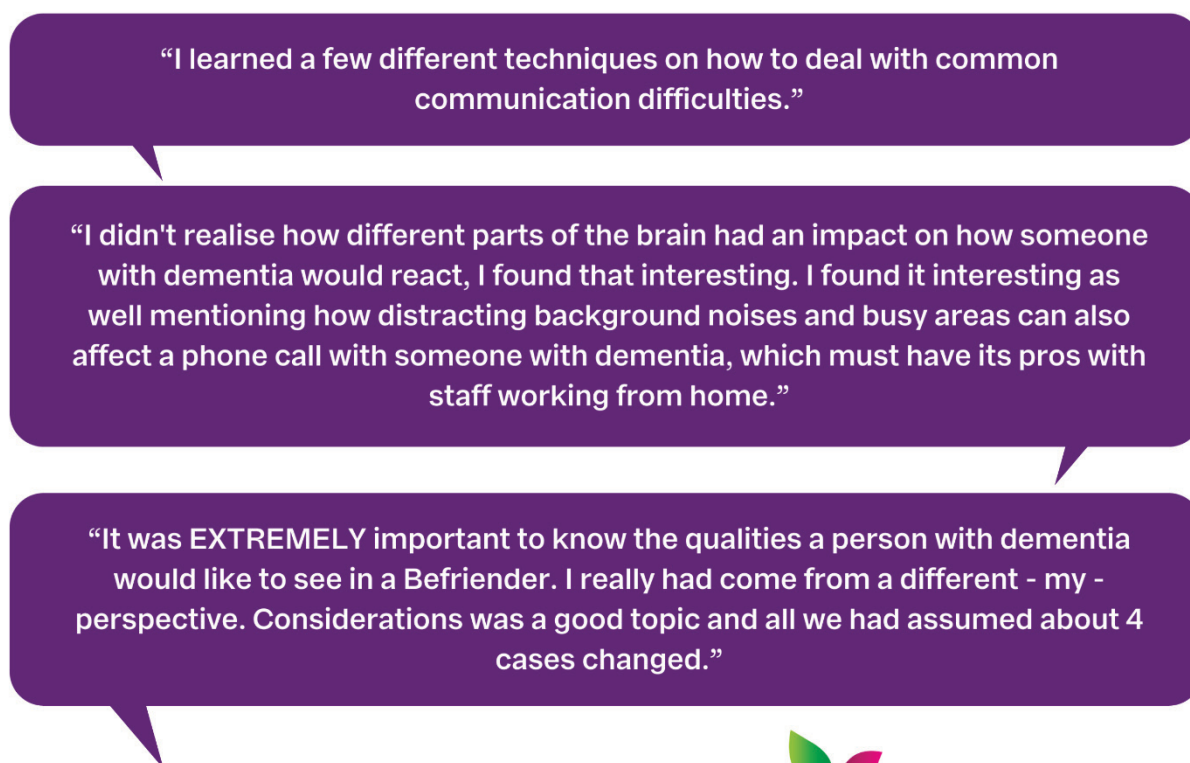 “I learned a few different techniques on how to deal with common
communication difficulties.”
“I didn't realise how different parts of the brain had an impact on how someone
with dementia would react, I found that interesting. I found it interesting as
well mentioning how distracting background noises and busy areas can also
affect a phone call with someone with dementia, which must have its pros with
staff working from home.”
“It was EXTREMELY important to know the qualities a person with dementia
would like to see in a Befriender. I really had come from a different - my -
perspective. Considerations was a good topic and all we had assumed about 4
cases changed.”